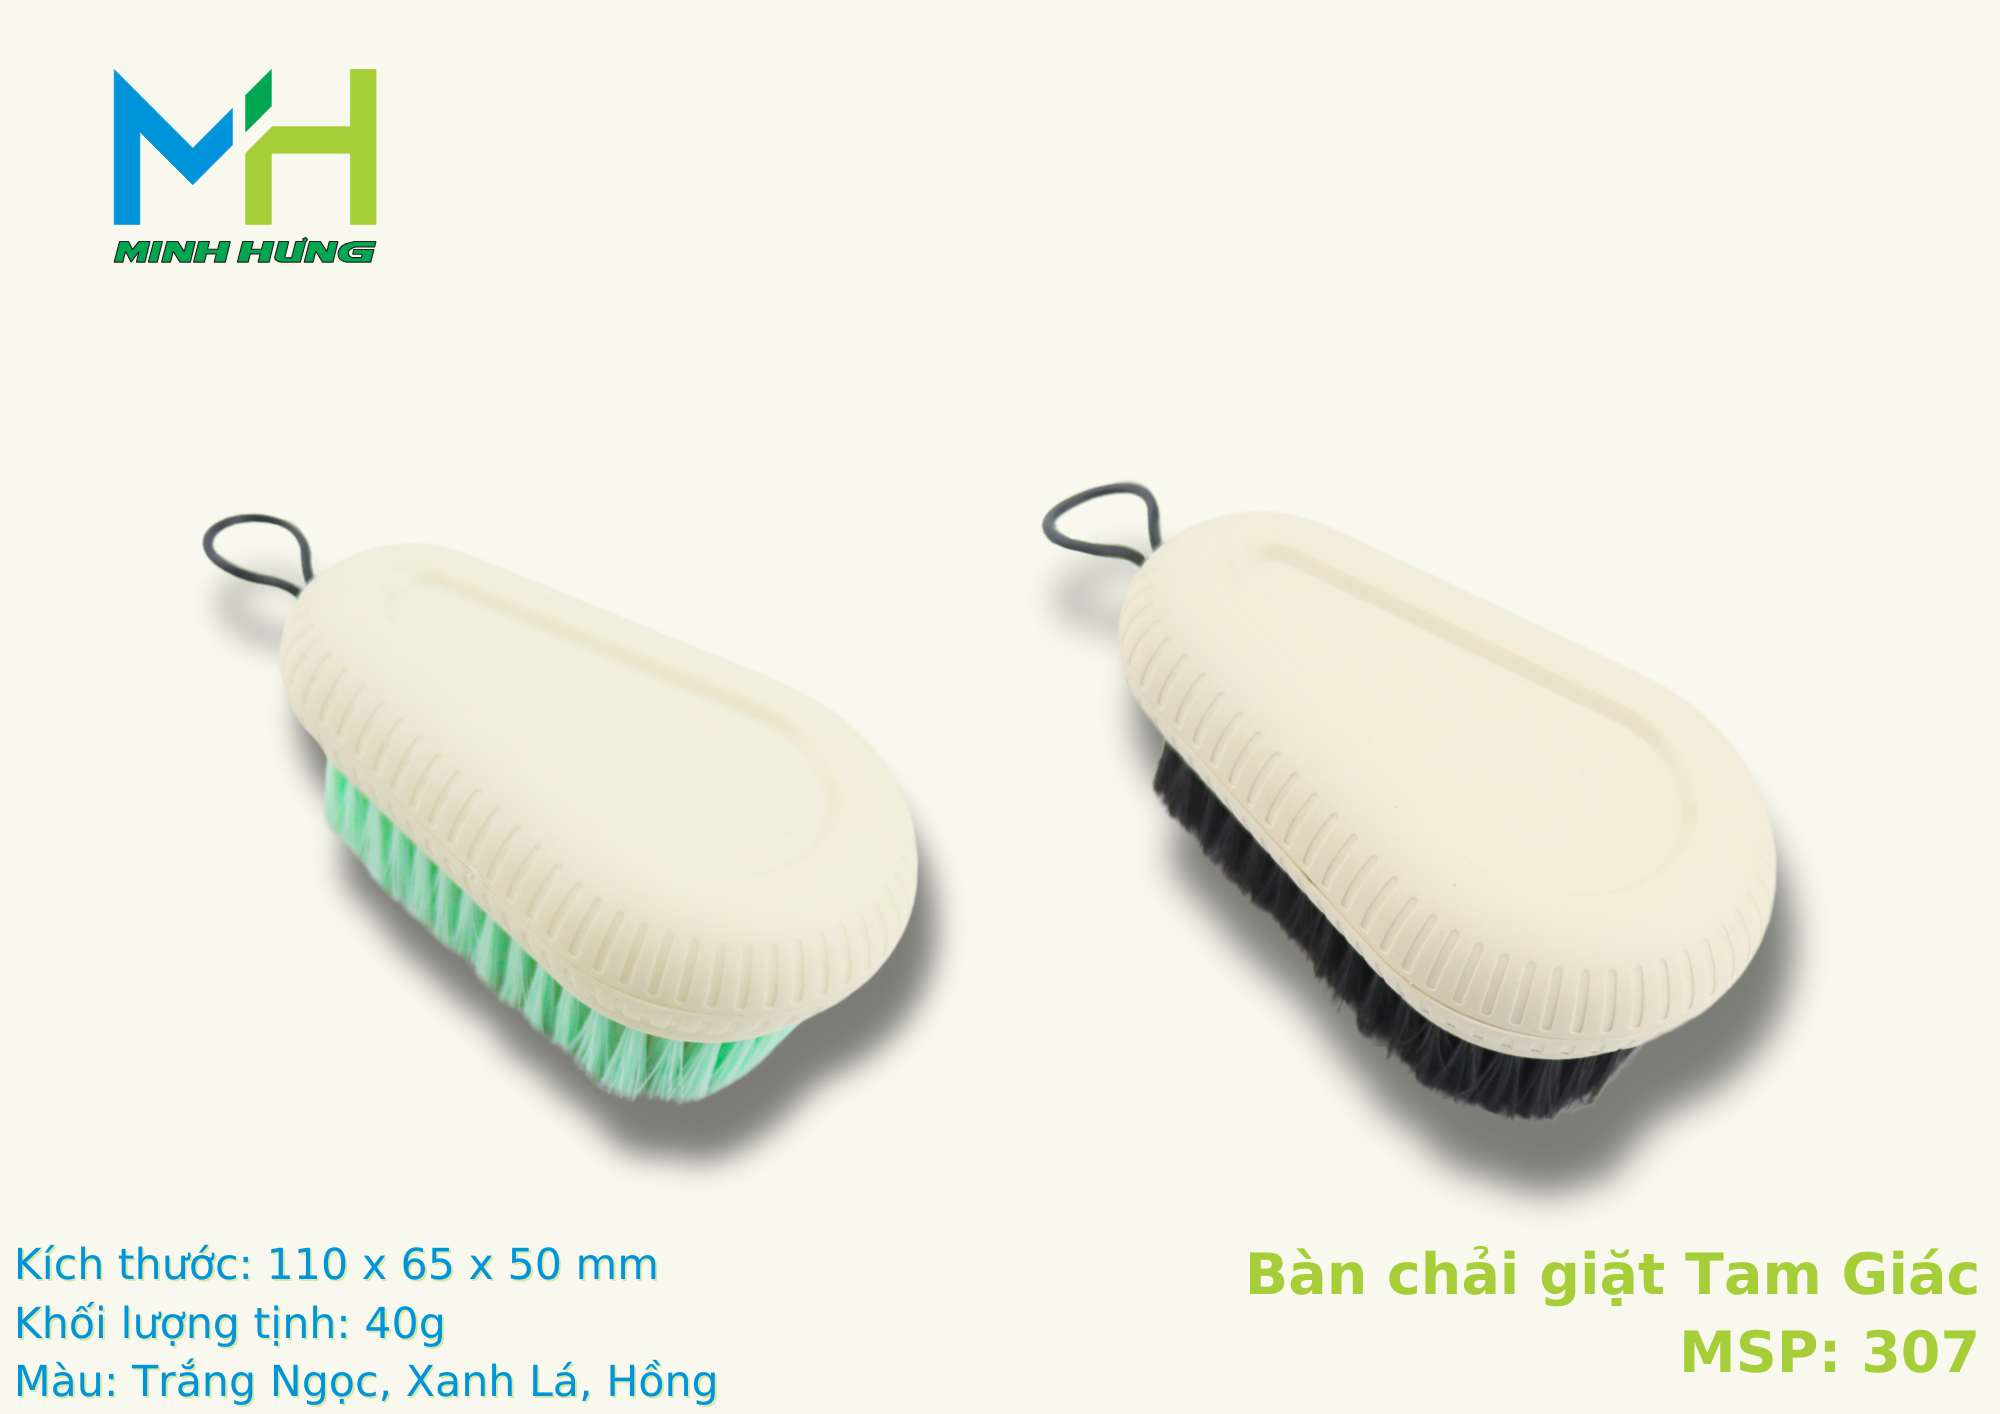 MINH HƯNG
Kích thước: 110 x 65 x 50 mm
Khối lượng tịnh: 40g
Màu: Trắng Ngọc, Xanh Lá, Hồng
Bàn chải giặt Tam Giác
MSP: 307